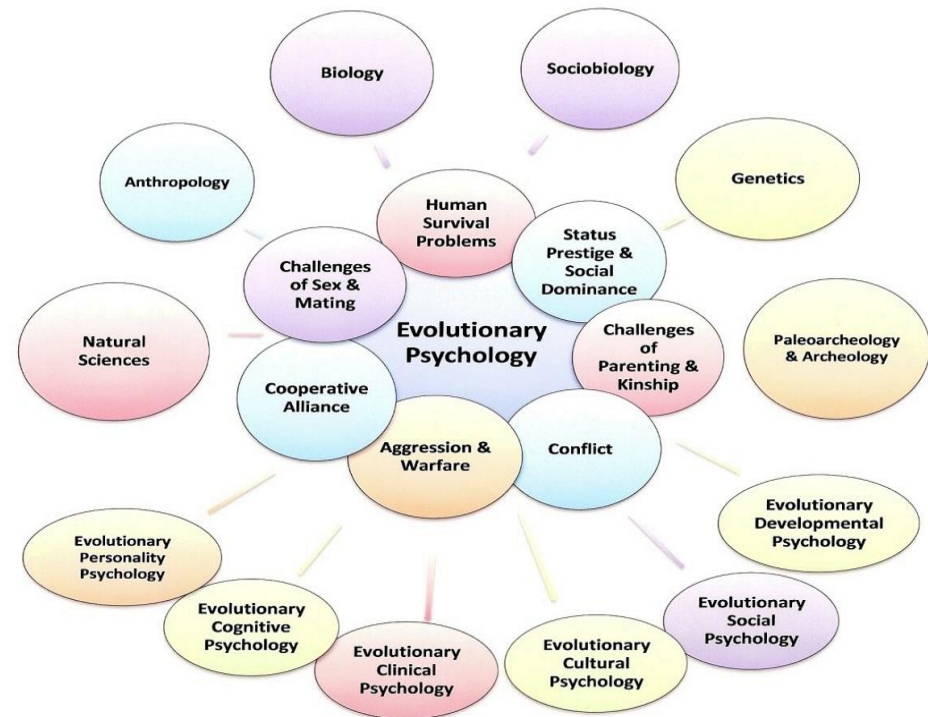 Biology
Sociobiology
Anthropology
Genetics
Human
Survival
Problems
Status
Prestige &
Social
Dominance
Challenges
of Sex &
Mating
Natural
Sciences
Evolutionary
Psychology
Challenges
of
Parenting &
Kinship
Paleoarcheology
& Archeology
Cooperative
Alliance
Aggression &
Warfare
Conflict
Evolutionary
Developmental
Psychology
Evolutionary
Personality
Psychology
Evolutionary
Cognitive
Psychology
Evolutionary
Clinical
Psychology
Evolutionary
Cultural
Psychology
Evolutionary
Social
Psychology